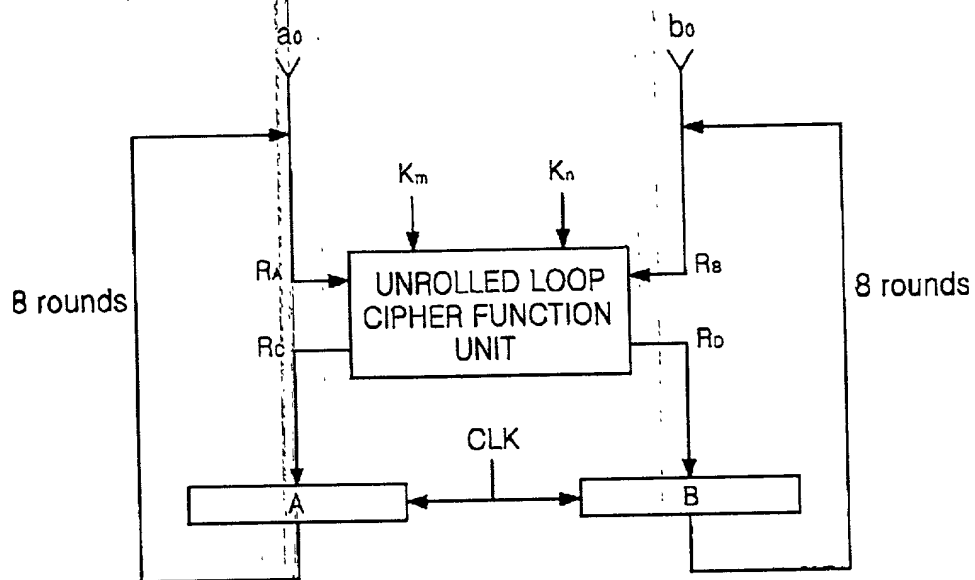 a0
b0
Km
Kn
RA
RB
8 rounds
UNROLLED LOOP
CIPHER FUNCTION
UNIT
8 rounds
RC
RD
CLK
A
B